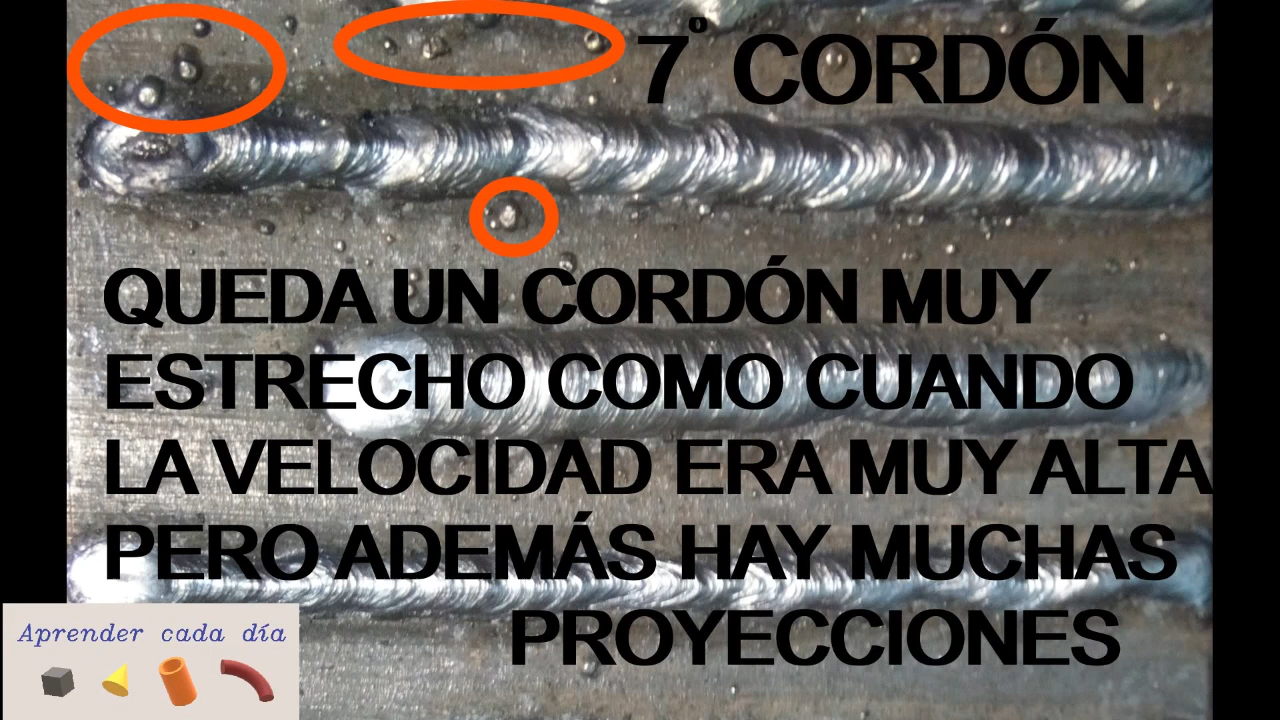 7º CORDÓN
QUEDA UN CORDÓN MUY
ESTRECHO COMO CUANDO
LA VELOCIDAD ERA MUY ALTA
PERO ADEMÁS HAY MUCHAS
PROYECCIONES
Aprender cada día